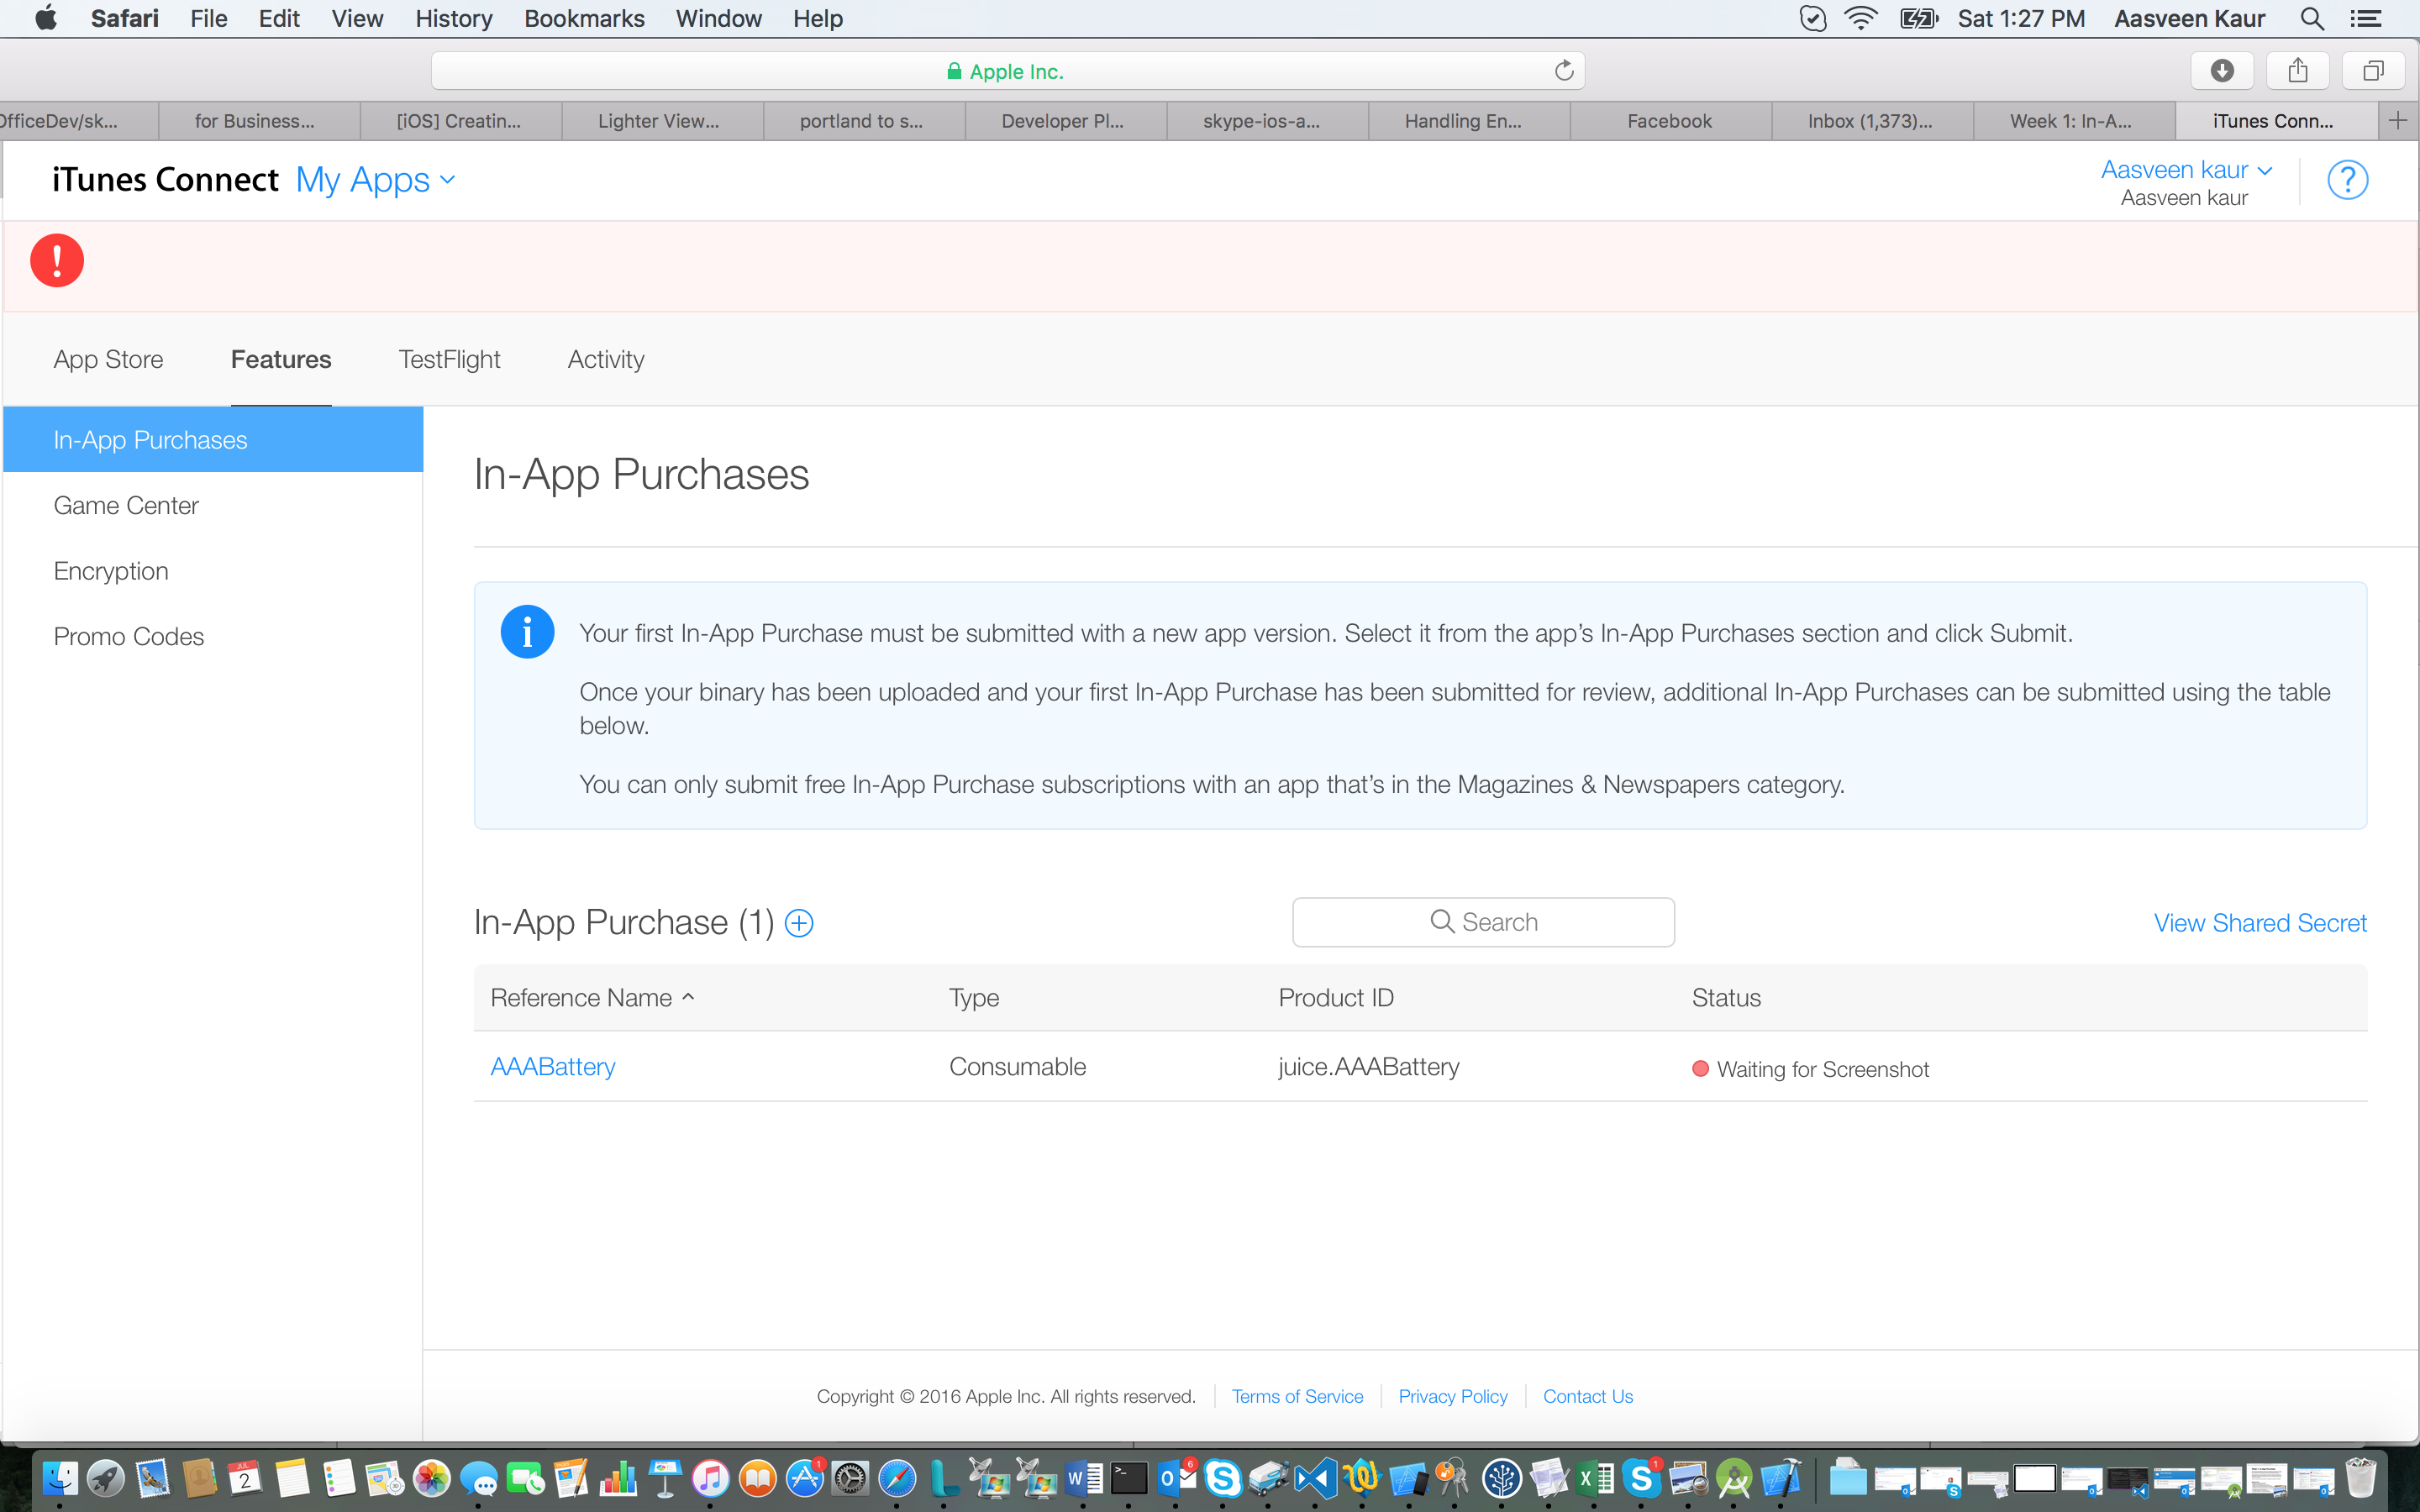 Safari File Edit View History Bookmarks Window Help Sat 1:27 PM Aasveen Kaur
Apple Inc.
OfficeDev/sk... for Business... [iOS] Creatin... Lighter View... portland to s... Developer Pl... skype-ios-a... Handling En... Facebook Inbox (1,373)... Week 1: In-A... iTunes Conn...
iTunes Connect My Apps
Aasveen kaur
Aasveen kaur
App Store Features TestFlight Activity
In-App Purchases
Game Center
Encryption
Promo Codes
In-App Purchases
Your first In-App Purchase must be submitted with a new app version. Select it from the app’s In-App Purchases section and click Submit.
Once your binary has been uploaded and your first In-App Purchase has been submitted for review, additional In-App Purchases can be submitted using the table
below.
You can only submit free In-App Purchase subscriptions with an app that’s in the Magazines & Newspapers category.
In-App Purchase (1) Search View Shared Secret
Reference Name Type Product ID Status
AAABattery Consumable juice.AAABattery Waiting for Screenshot
Copyright © 2016 Apple Inc. All rights reserved. Terms of Service Privacy Policy Contact Us
JUL
2
1
6
1